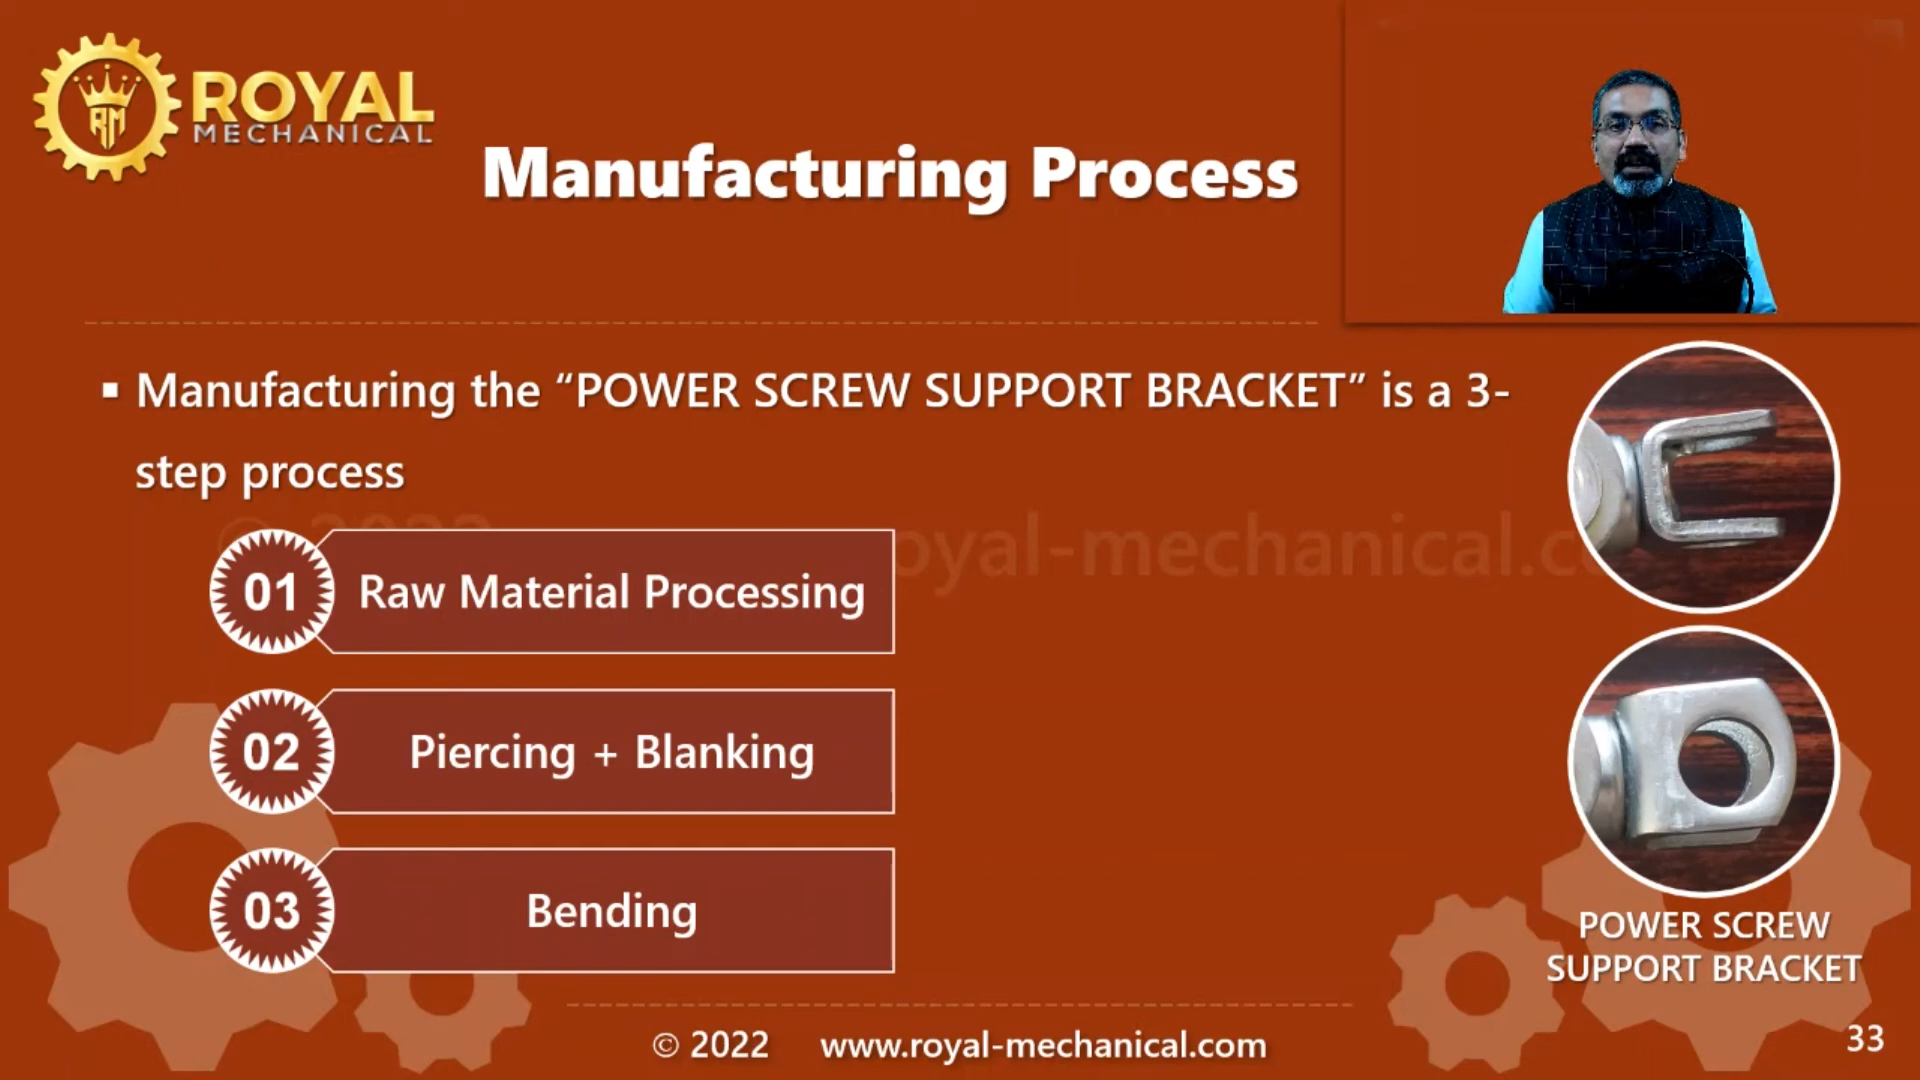 RM
ROYAL
MECHANICAL
Manufacturing Process
▪ Manufacturing the “POWER SCREW SUPPORT BRACKET” is a 3-
step process
01 Raw Material Processing
02 Piercing + Blanking
03 Bending
POWER SCREW
SUPPORT BRACKET
© 2022 www.royal-mechanical.com
33